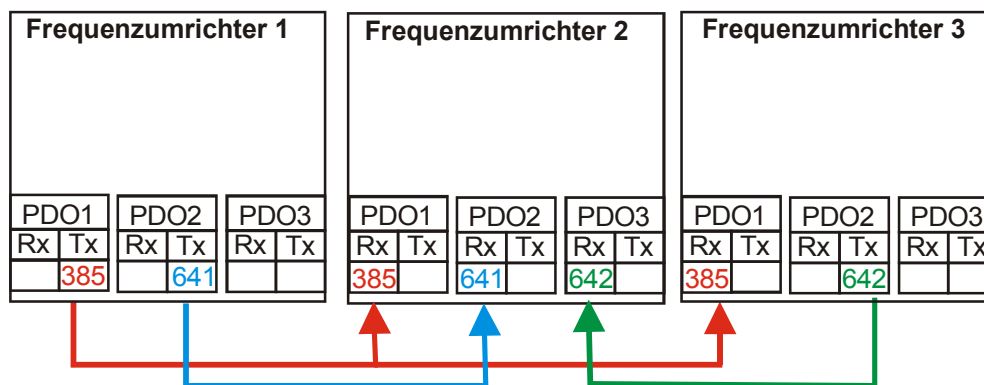 Frequenzumrichter 1
PDO1 PDO2 PDO3
Rx Tx Rx Tx Rx Tx
385 641
Frequenzumrichter 2
PDO1 PDO2 PDO3
Rx Tx Rx Tx Rx Tx
385 641 642
Frequenzumrichter 3
PDO1 PDO2 PDO3
Rx Tx Rx Tx Rx Tx
385 642